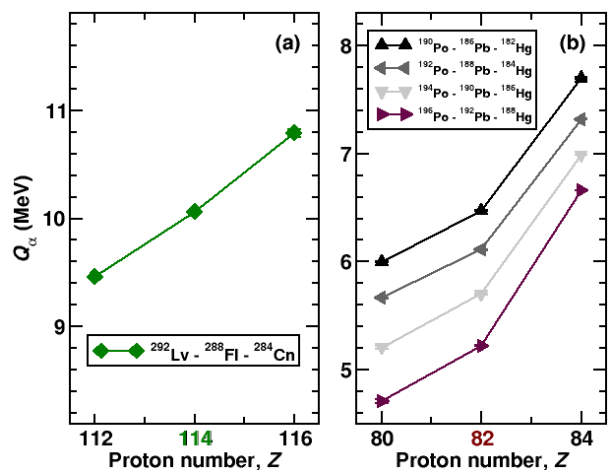 (a)
11
10
9
Qα (MeV)
²⁹²Lv - ²⁸⁸Fl - ²⁸⁴Cn
112 114 116
Proton number, Z
(b)
8
7
6
5
¹⁹⁰Po - ¹⁸⁶Pb - ¹⁸²Hg
¹⁹²Po - ¹⁸⁸Pb - ¹⁸⁴Hg
¹⁹⁴Po - ¹⁹⁰Pb - ¹⁸⁶Hg
¹⁹⁶Po - ¹⁹²Pb - ¹⁸⁸Hg
80 82 84
Proton number, Z